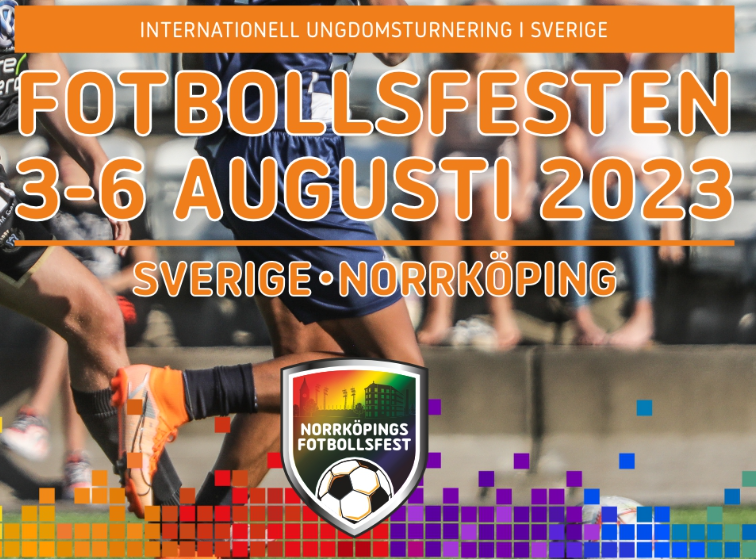 INTERNATIONELL UNGDOMSTURNERING I SVERIGE
FOTBOLLSFESTEN
3-6 AUGUSTI 2023
SVERIGE•NORRKÖPING
NORRKÖPINGS
FOTBOLLSFEST